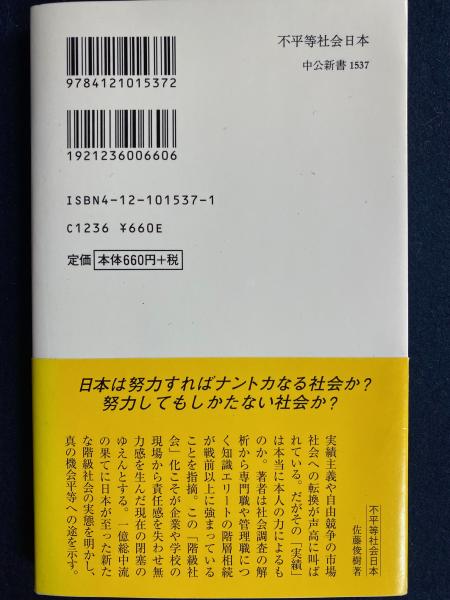 不平等社会日本
中公新書 1537
9784121015372
1921236006606
ISBN4-12-101537-1
C1236 ¥660E
定価 本体660円+税
日本は努力すればナントカなる社会か?
努力してもしかたない社会か?
不平等社会日本
佐藤俊樹著
実績主義や自由競争の市場
社会への転換が声高に叫ば
れている。だがその「実績」
は本当に本人の力によるも
のか。著者は社会調査の解
析から専門職や管理職につ
く知識エリートの階層相続
が戦前以上に強まっている
ことを指摘。この「階級社
会」化こそが企業や学校の
現場から責任感を失わせ無
力感を生んだ現在の閉塞の
ゆえんとする。一億総中流
の果てに日本が至った新た
な階級社会の実態を明かし、
真の機会平等への途を示す。